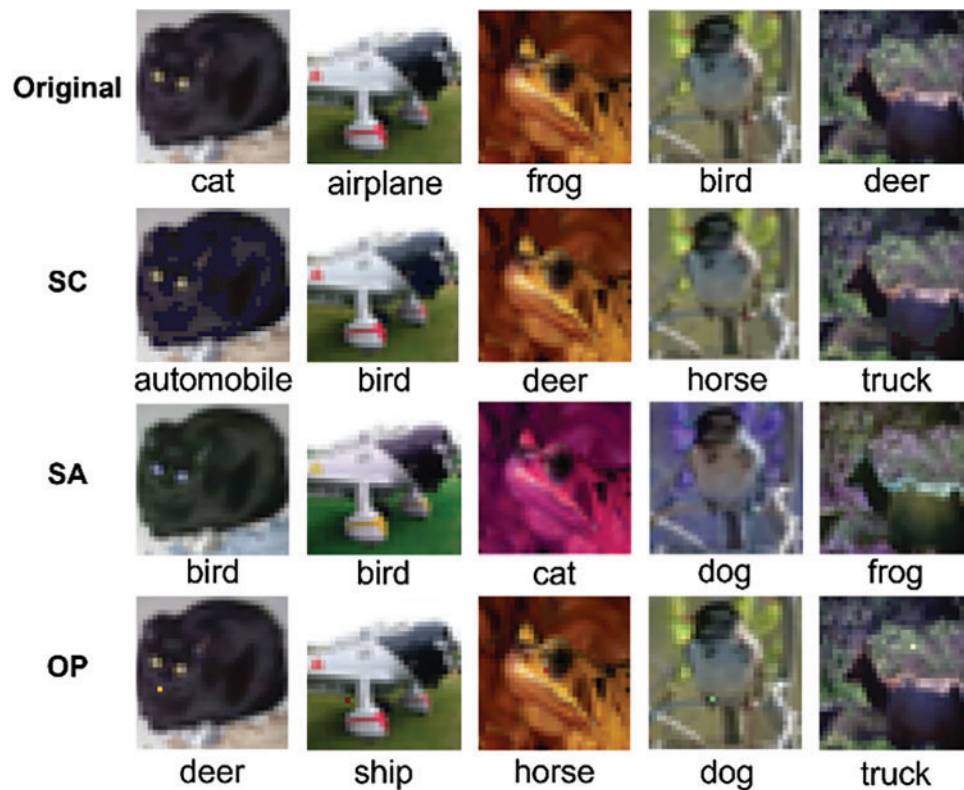 Original
cat airplane frog bird deer
SC
automobile bird deer horse truck
SA
bird bird cat dog frog
OP
deer ship horse dog truck